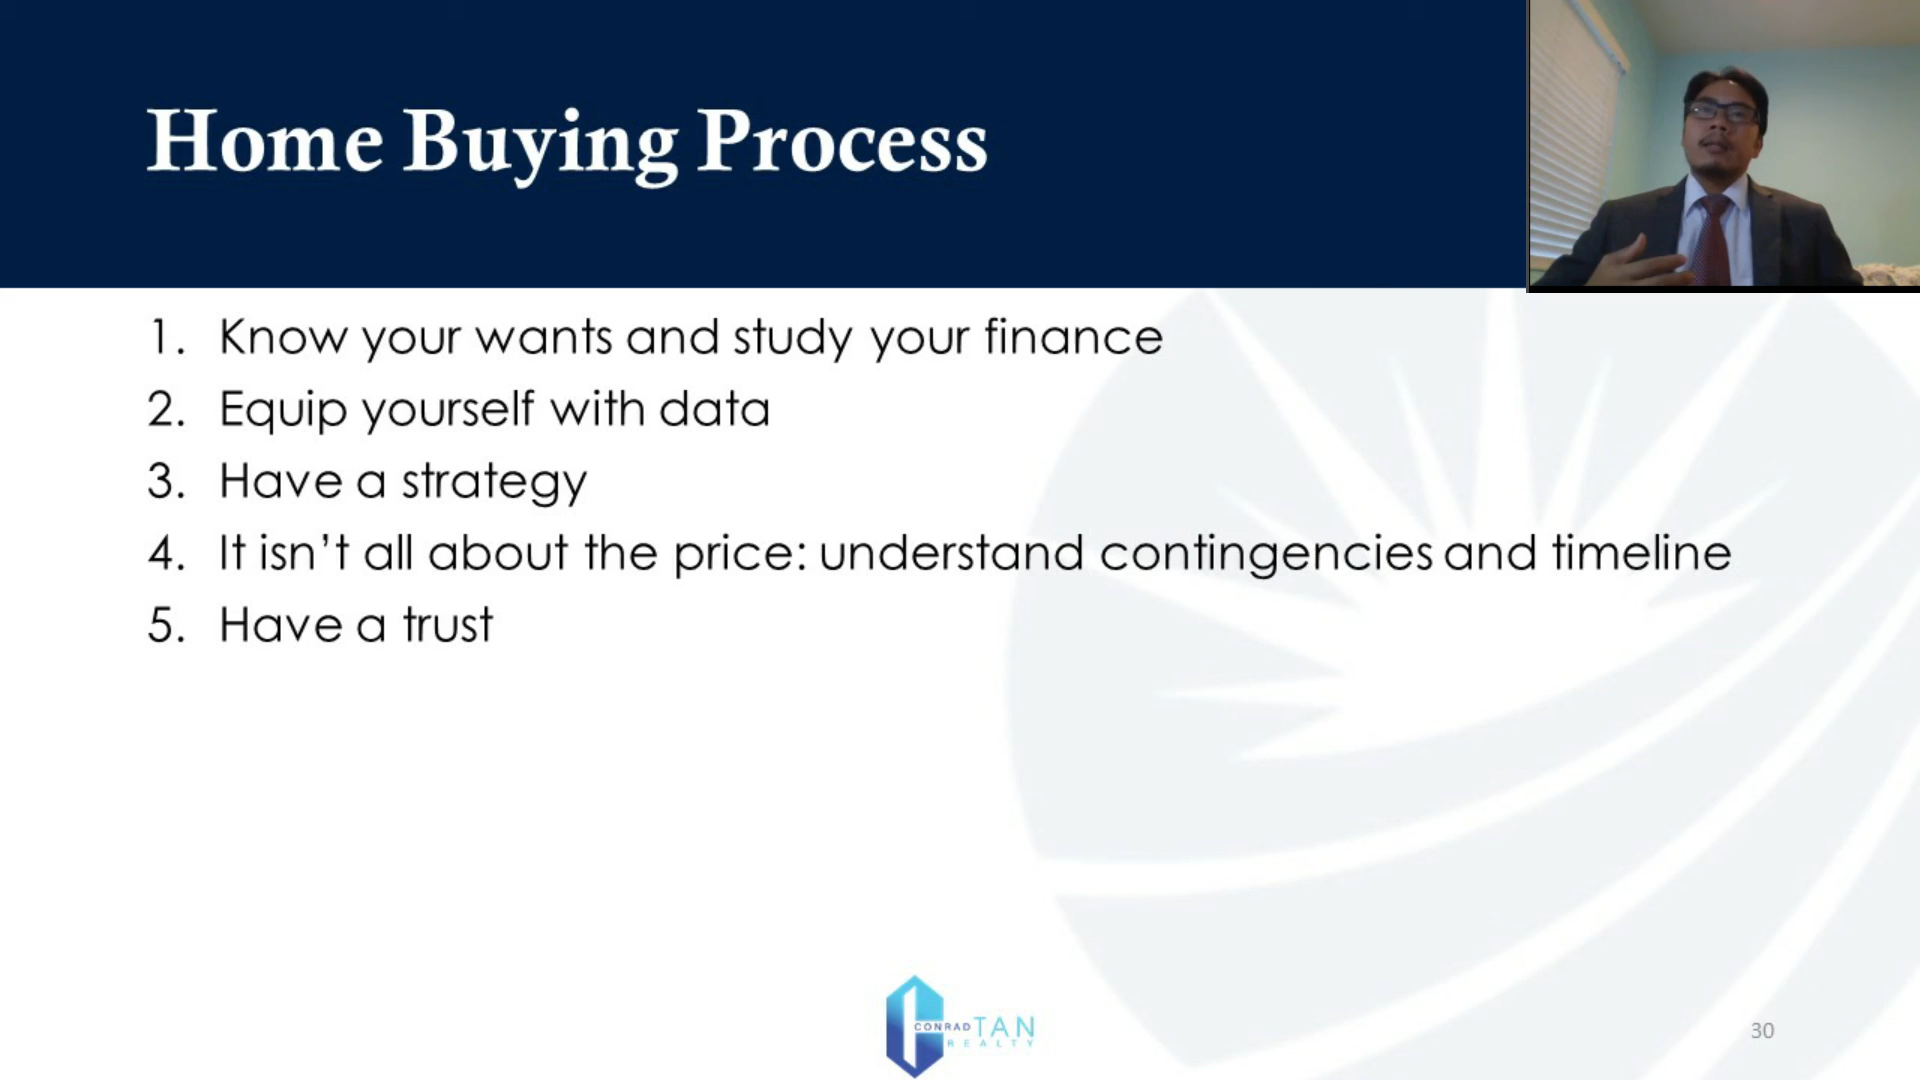 Home Buying Process
1. Know your wants and study your finance
2. Equip yourself with data
3. Have a strategy
4. It isn’t all about the price: understand contingencies and timeline
5. Have a trust
CONRAD TAN
REALTY
30